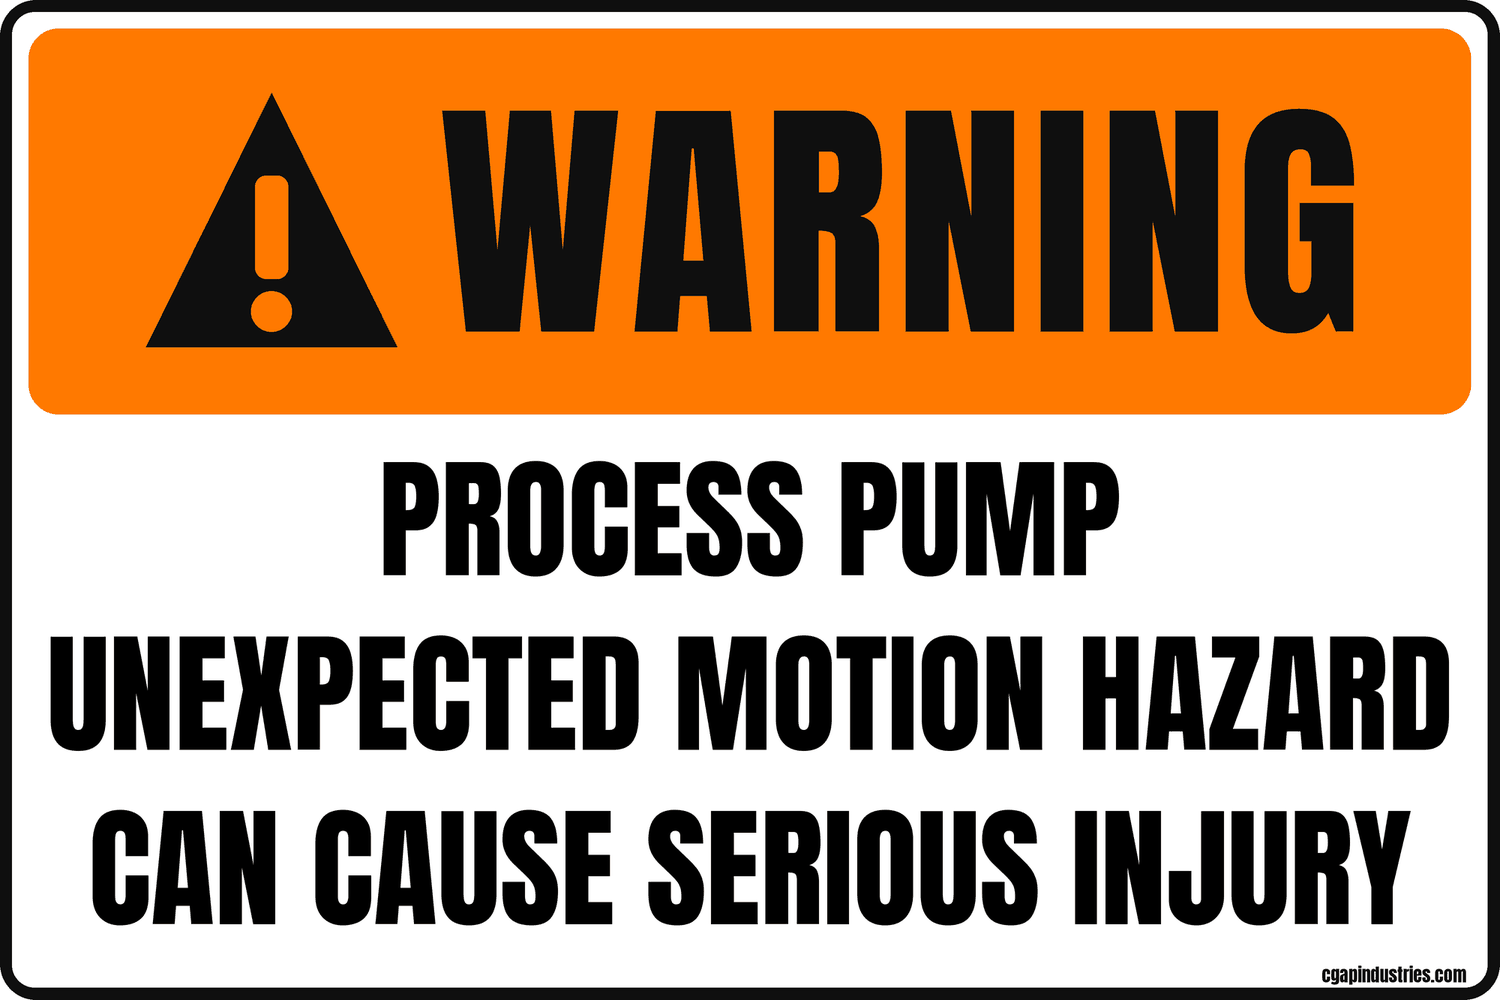 WARNING
PROCESS PUMP
UNEXPECTED MOTION HAZARD
CAN CAUSE SERIOUS INJURY
cgapindustries.com